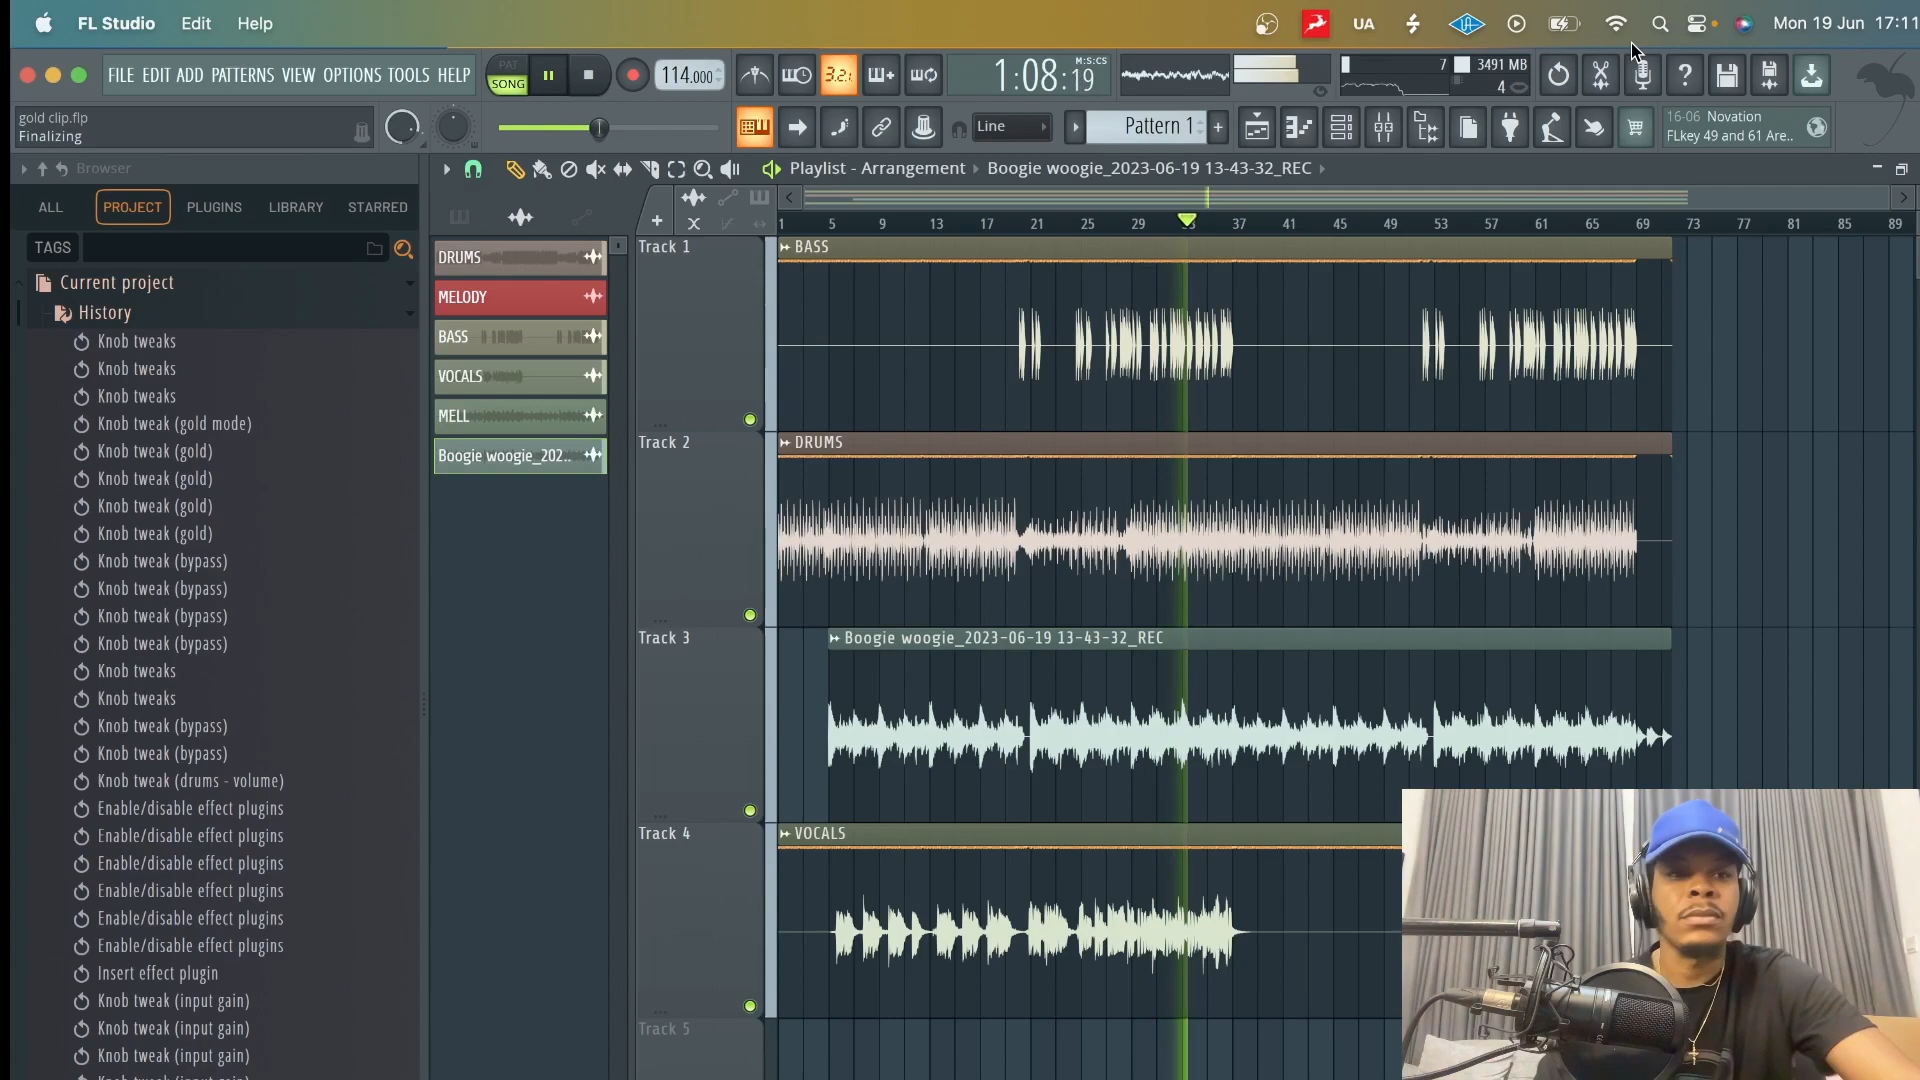 FL Studio Edit Help
UA
Mon 19 Jun 17:11
FILE EDIT ADD PATTERNS VIEW OPTIONS TOOLS HELP
PAT
SONG
114.000
3.2.
1:08:19
M:S:CS
7
3491 MB
4
gold clip.flp
Finalizing
Line
Pattern 1
16-06 Novation
FLkey 49 and 61 Are..
Browser
Playlist - Arrangement
Boogie woogie_2023-06-19 13-43-32_REC
ALL PROJECT PLUGINS LIBRARY STARRED
TAGS
1 5 9 13 17 21 25 29 33 37 41 45 49 53 57 61 65 69 73 77 81 85 89
Current project
History
Knob tweaks
Knob tweaks
Knob tweaks
Knob tweak (gold mode)
Knob tweak (gold)
Knob tweak (gold)
Knob tweak (gold)
Knob tweak (gold)
Knob tweak (bypass)
Knob tweak (bypass)
Knob tweak (bypass)
Knob tweak (bypass)
Knob tweaks
Knob tweaks
Knob tweak (bypass)
Knob tweak (bypass)
Knob tweak (drums - volume)
Enable/disable effect plugins
Enable/disable effect plugins
Enable/disable effect plugins
Enable/disable effect plugins
Enable/disable effect plugins
Enable/disable effect plugins
Insert effect plugin
Knob tweak (input gain)
Knob tweak (input gain)
Knob tweak (input gain)
DRUMS
MELODY
BASS
VOCALS
MELL
Boogie woogie_202..
Track 1
BASS
Track 2
DRUMS
Track 3
Boogie woogie_2023-06-19 13-43-32_REC
Track 4
VOCALS
Track 5